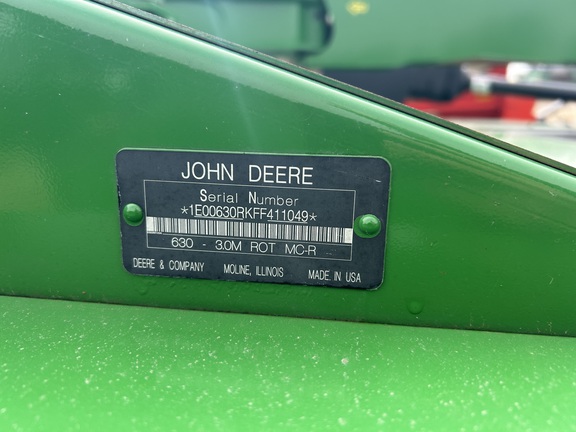 JOHN DEERE
Serial Number
*1E00630RKFF411049*
630 - 3.0M ROT MC-R
DEERE & COMPANY MOLINE, ILLINOIS MADE IN USA